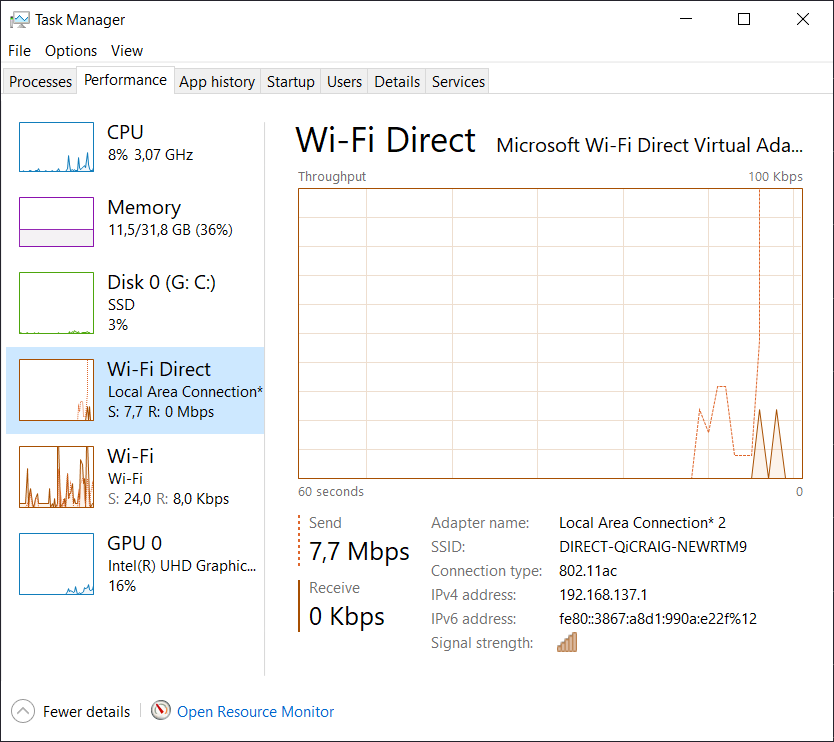 Task Manager
File Options View
Processes Performance App history Startup Users Details Services
CPU
8% 3,07 GHz
Memory
11,5/31,8 GB (36%)
Disk 0 (G: C:)
SSD
3%
Wi-Fi Direct
Local Area Connection*
S: 7,7 R: 0 Mbps
Wi-Fi
Wi-Fi
S: 24,0 R: 8,0 Kbps
GPU 0
Intel(R) UHD Graphic...
16%
Wi-Fi Direct Microsoft Wi-Fi Direct Virtual Ada...
Throughput 100 Kbps
60 seconds 0
Send
7,7 Mbps
Receive
0 Kbps
Adapter name: Local Area Connection* 2
SSID: DIRECT-QiCRAIG-NEWRTM9
Connection type: 802.11ac
IPv4 address: 192.168.137.1
IPv6 address: fe80::3867:a8d1:990a:e22f%12
Signal strength:
Fewer details Open Resource Monitor